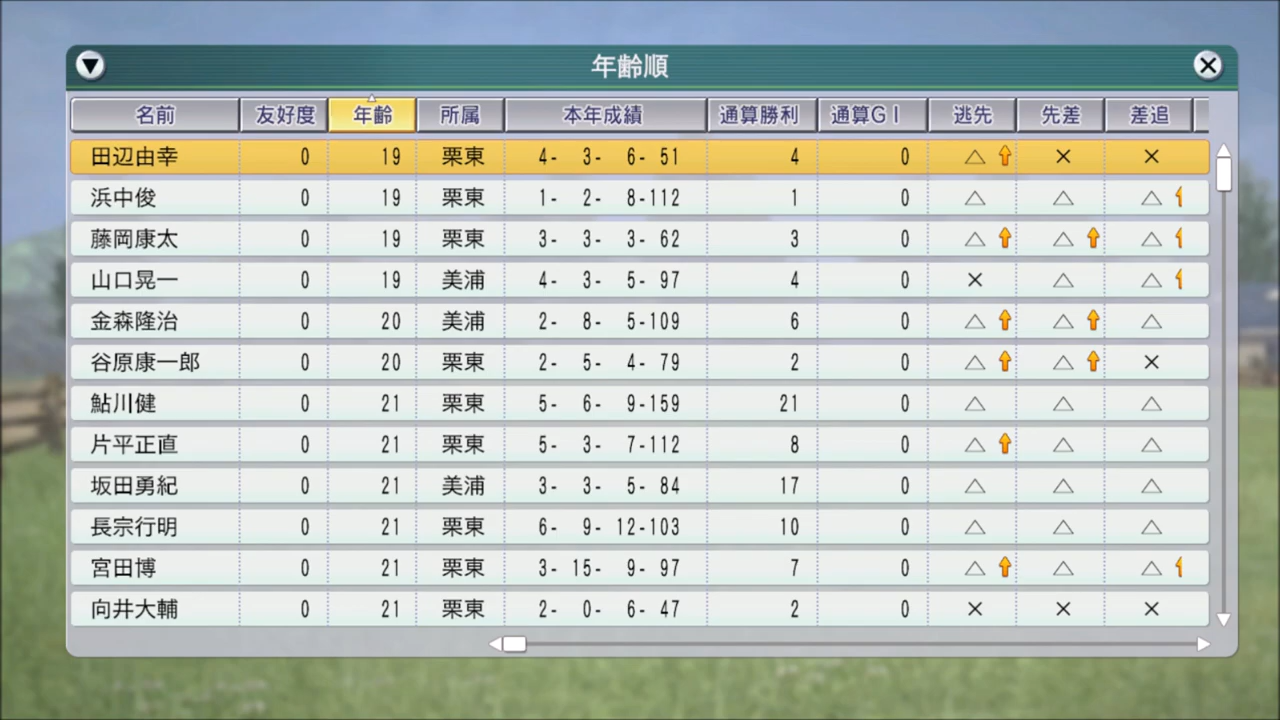 年齢順
名前 友好度 年齢 所属 本年成績 通算勝利 通算GⅠ 逃先 先差 差追
田辺由幸 0 19 栗東 4- 3- 6- 51 4 0 △ ↑ × ×
浜中俊 0 19 栗東 1- 2- 8-112 1 0 △ △ △
藤岡康太 0 19 栗東 3- 3- 3- 62 3 0 △ ↑ △ ↑ △
山口晃一 0 19 美浦 4- 3- 5- 97 4 0 × △ △
金森隆治 0 20 美浦 2- 8- 5-109 6 0 △ ↑ △ ↑ △
谷原康一郎 0 20 栗東 2- 5- 4- 79 2 0 △ ↑ △ ↑ ×
鮎川健 0 21 栗東 5- 6- 9-159 21 0 △ △ △
片平正直 0 21 栗東 5- 3- 7-112 8 0 △ ↑ △ △
坂田勇紀 0 21 美浦 3- 3- 5- 84 17 0 △ △ △
長宗行明 0 21 栗東 6- 9- 12-103 10 0 △ △ △
宮田博 0 21 栗東 3- 15- 9- 97 7 0 △ ↑ △ △
向井大輔 0 21 栗東 2- 0- 6- 47 2 0 × × ×